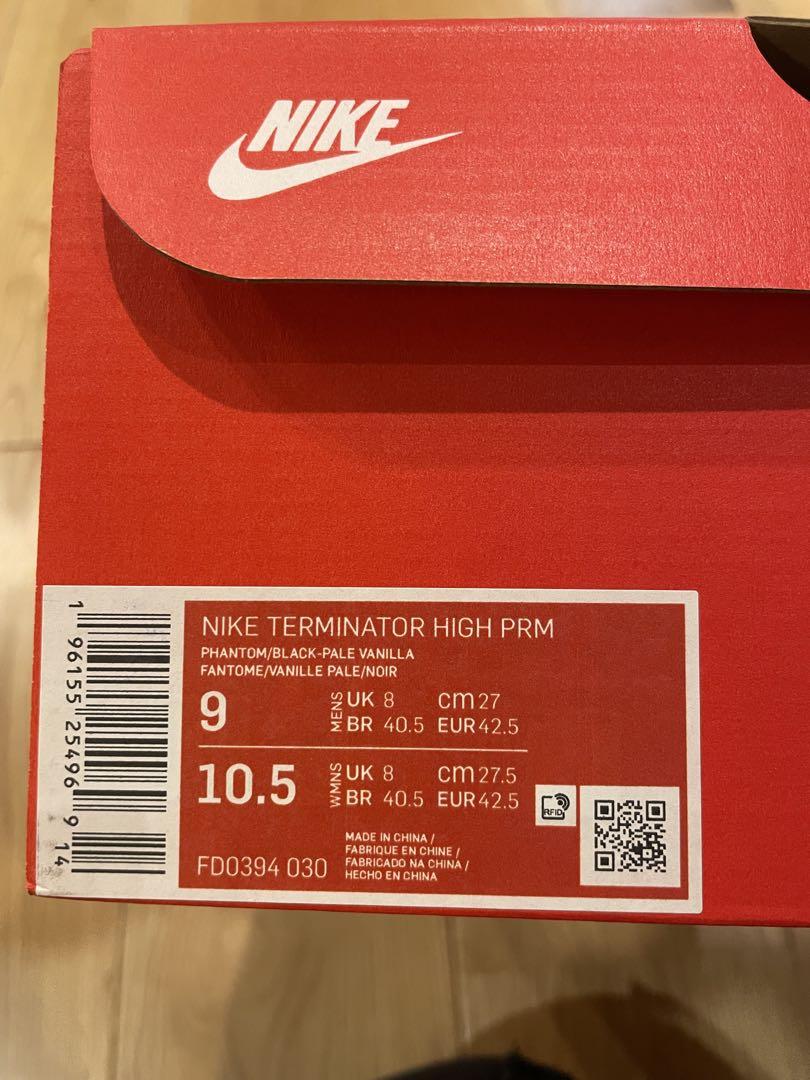 NIKE
NIKE TERMINATOR HIGH PRM
PHANTOM/BLACK-PALE VANILLA
FANTOME/VANILLE PALE/NOIR
9 MENS UK 8 CM 27
BR 40.5 EUR 42.5
10.5 WMNS UK 8 CM 27.5
BR 40.5 EUR 42.5
RFID
FD0394 030
MADE IN CHINA /
FABRIQUE EN CHINE /
FABRICADO NA CHINA /
HECHO EN CHINA
1 96155 25496 9 14